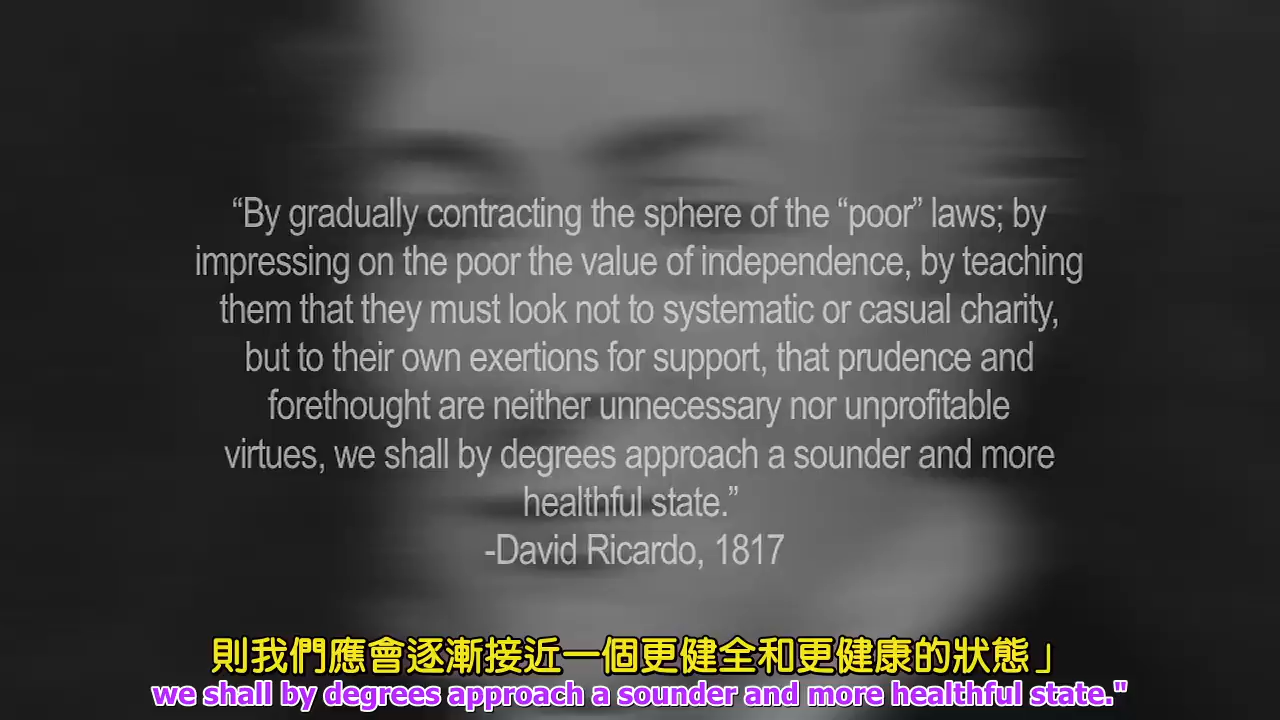 “By gradually contracting the sphere of the “poor” laws; by
impressing on the poor the value of independence, by teaching
them that they must look not to systematic or casual charity,
but to their own exertions for support, that prudence and
forethought are neither unnecessary nor unprofitable
virtues, we shall by degrees approach a sounder and more
healthful state.”
-David Ricardo, 1817
則我們應會逐漸接近一個更健全和更健康的狀態」
we shall by degrees approach a sounder and more healthful state."